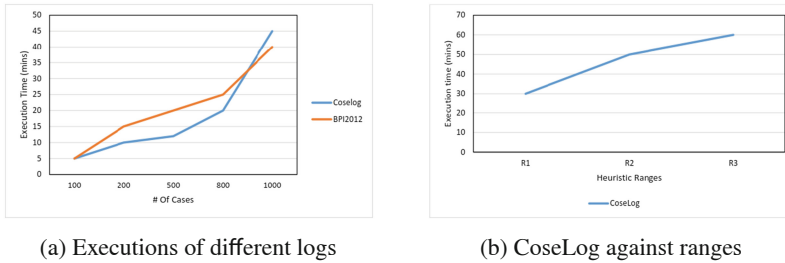 50
45
40
35
30
25
20
15
10
5
0
Execution Time (mins)
100 200 500 800 1000
# Of Cases
Coselog
BPI2012
(a) Executions of different logs
70
60
50
40
30
20
10
0
Execution time (mins)
R1 R2 R3
Heuristic Ranges
CoseLog
(b) CoseLog against ranges